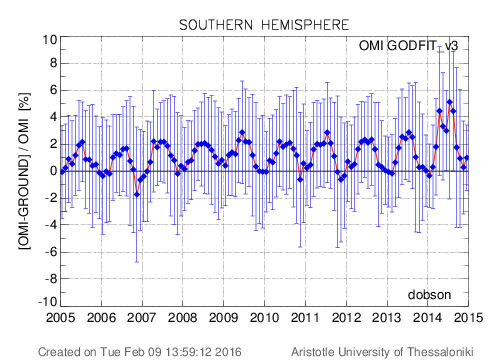 SOUTHERN HEMISPHERE
OMI GODFIT_v3
[OMI-GROUND] / OMI [%]
10
8
6
4
2
0
-2
-4
-6
-8
-10
dobson
2005 2006 2007 2008 2009 2010 2011 2012 2013 2014 2015
Created on Tue Feb 09 13:59:12 2016 Aristotle University of Thessaloniki